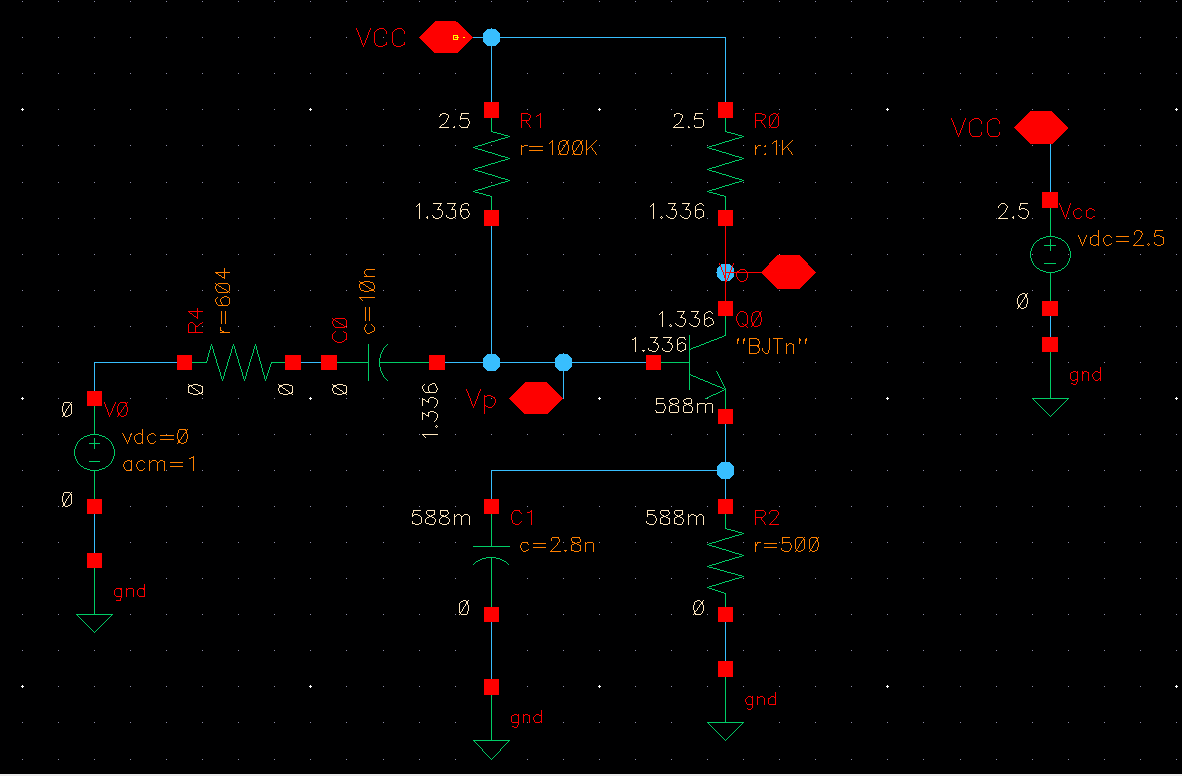 VCC
2.5
R1
r=100K
1.336
2.5
R0
r:1K
1.336
Vo
VCC
2.5
Vcc
vdc=2.5
0
gnd
R4
r=604
0
0
C0
c=10n
0
1.336
Vp
1.336
Q0
1.336
"BJTn"
588m
0
V0
vdc=0
acm=1
0
gnd
588m
C1
c=2.8n
0
gnd
588m
R2
r=500
0
gnd